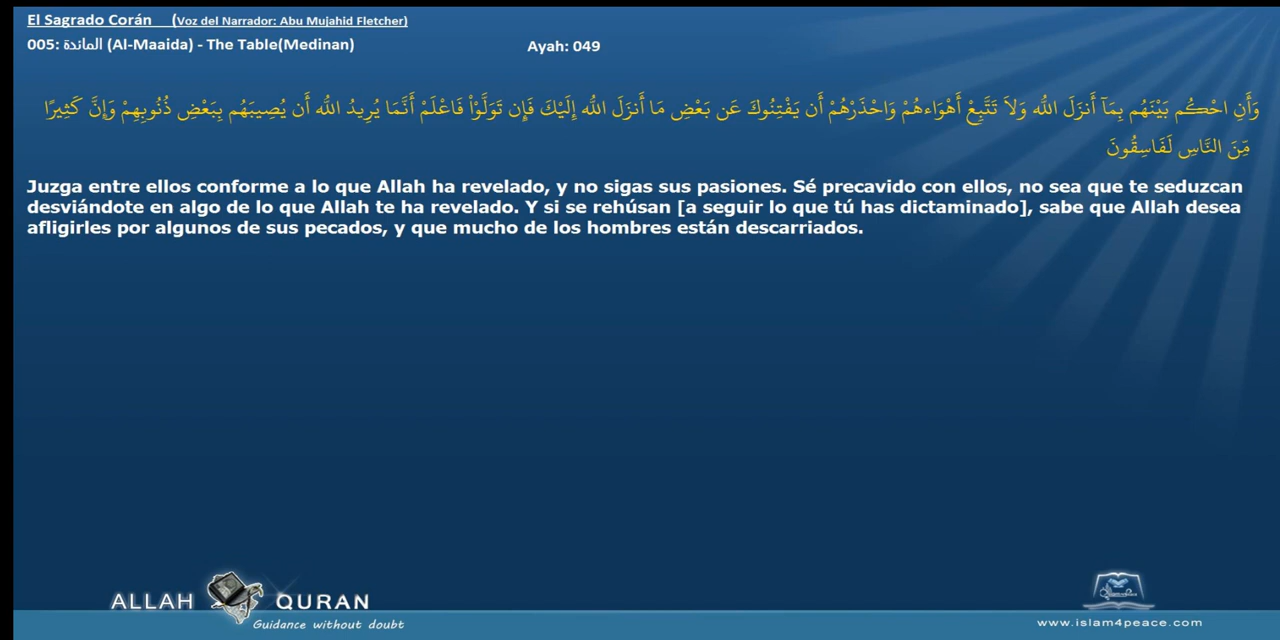 El Sagrado Corán (Voz del Narrador: Abu Mujahid Fletcher)
005: المائدة (Al-Maaida) - The Table(Medinan) Ayah: 049
وَأَنِ احْكُم بَيْنَهُم بِمَآ أَنزَلَ اللّه وَلاَ تَتَّبِعْ أَهْوَاءهُمْ وَاحْذَرْهُمْ أَن يَفْتِنُوكَ عَن بَعْضِ مَا أَنزَلَ اللّه إِلَيْكَ فَإِن تَوَلَّوْاْ فَاعْلَمْ أَنَّمَا يُرِيدُ اللّه أَن يُصِيبَهُم بِبَعْضِ ذُنُوبِهِمْ وَإِنَّ كَثِيرًا
مِّنَ النَّاسِ لَفَاسِقُونَ
Juzga entre ellos conforme a lo que Allah ha revelado, y no sigas sus pasiones. Sé precavido con ellos, no sea que te seduzcan
desviándote en algo de lo que Allah te ha revelado. Y si se rehúsan [a seguir lo que tú has dictaminado], sabe que Allah desea
afligirles por algunos de sus pecados, y que mucho de los hombres están descarriados.
ALLAH QURAN
Guidance without doubt
www.islam4peace.com